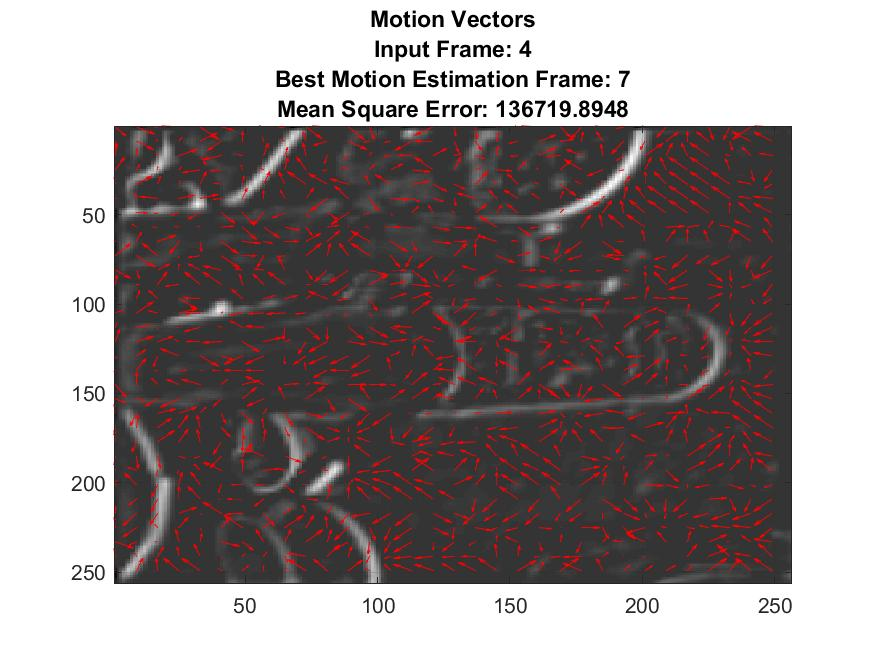 Motion Vectors
Input Frame: 4
Best Motion Estimation Frame: 7
Mean Square Error: 136719.8948
50
100
150
200
250
50
100
150
200
250